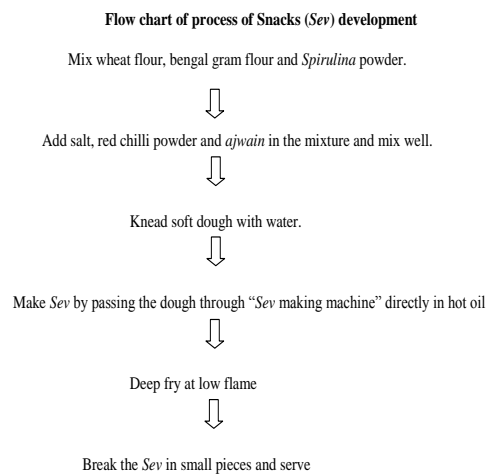 Flow chart of process of Snacks (Sev) development
Mix wheat flour, bengal gram flour and Spirulina powder.
Add salt, red chilli powder and ajwain in the mixture and mix well.
Knead soft dough with water.
Make Sev by passing the dough through “Sev making machine” directly in hot oil
Deep fry at low flame
Break the Sev in small pieces and serve